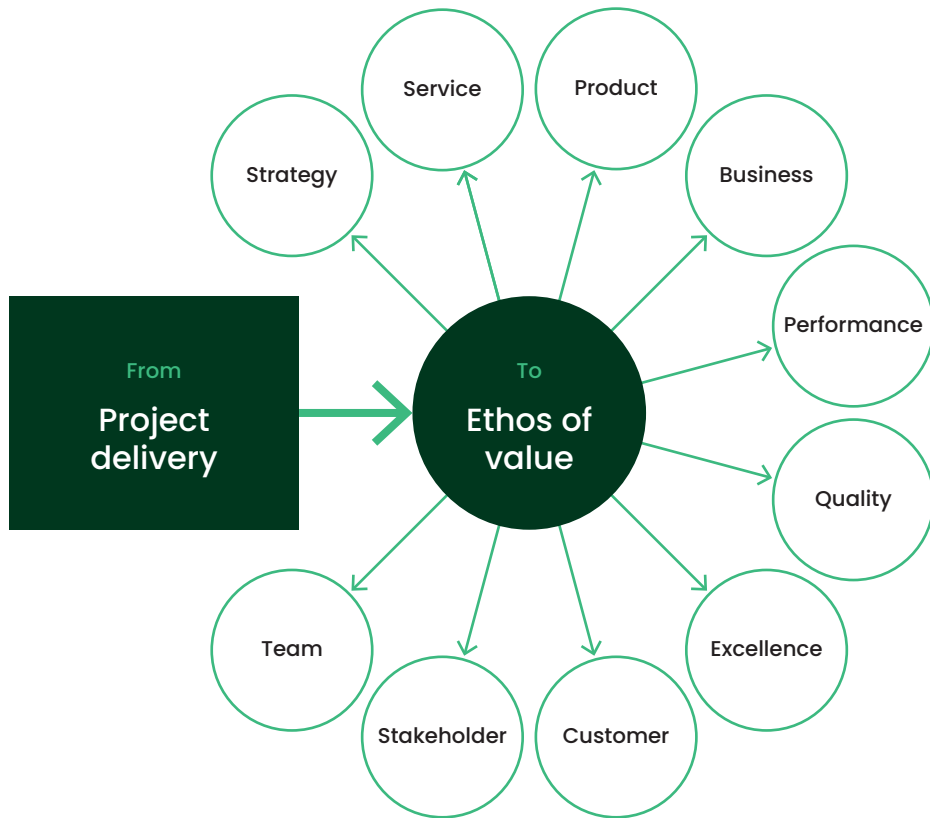 Service
Product
Strategy
Business
Performance
From
Project
delivery
To
Ethos of
value
Quality
Team
Excellence
Stakeholder
Customer